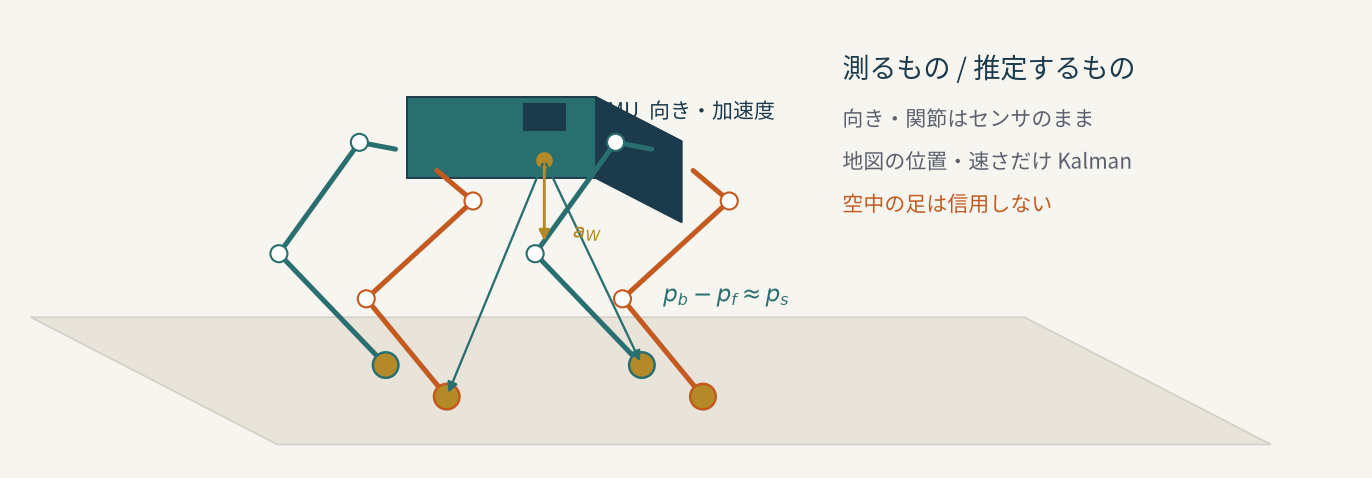 測るもの / 推定するもの
向き・加速度
向き・関節はセンサのまま
地図の位置・速さだけ Kalman
空中の足は信用しない
a_W
p_b − p_f ≈ p_s